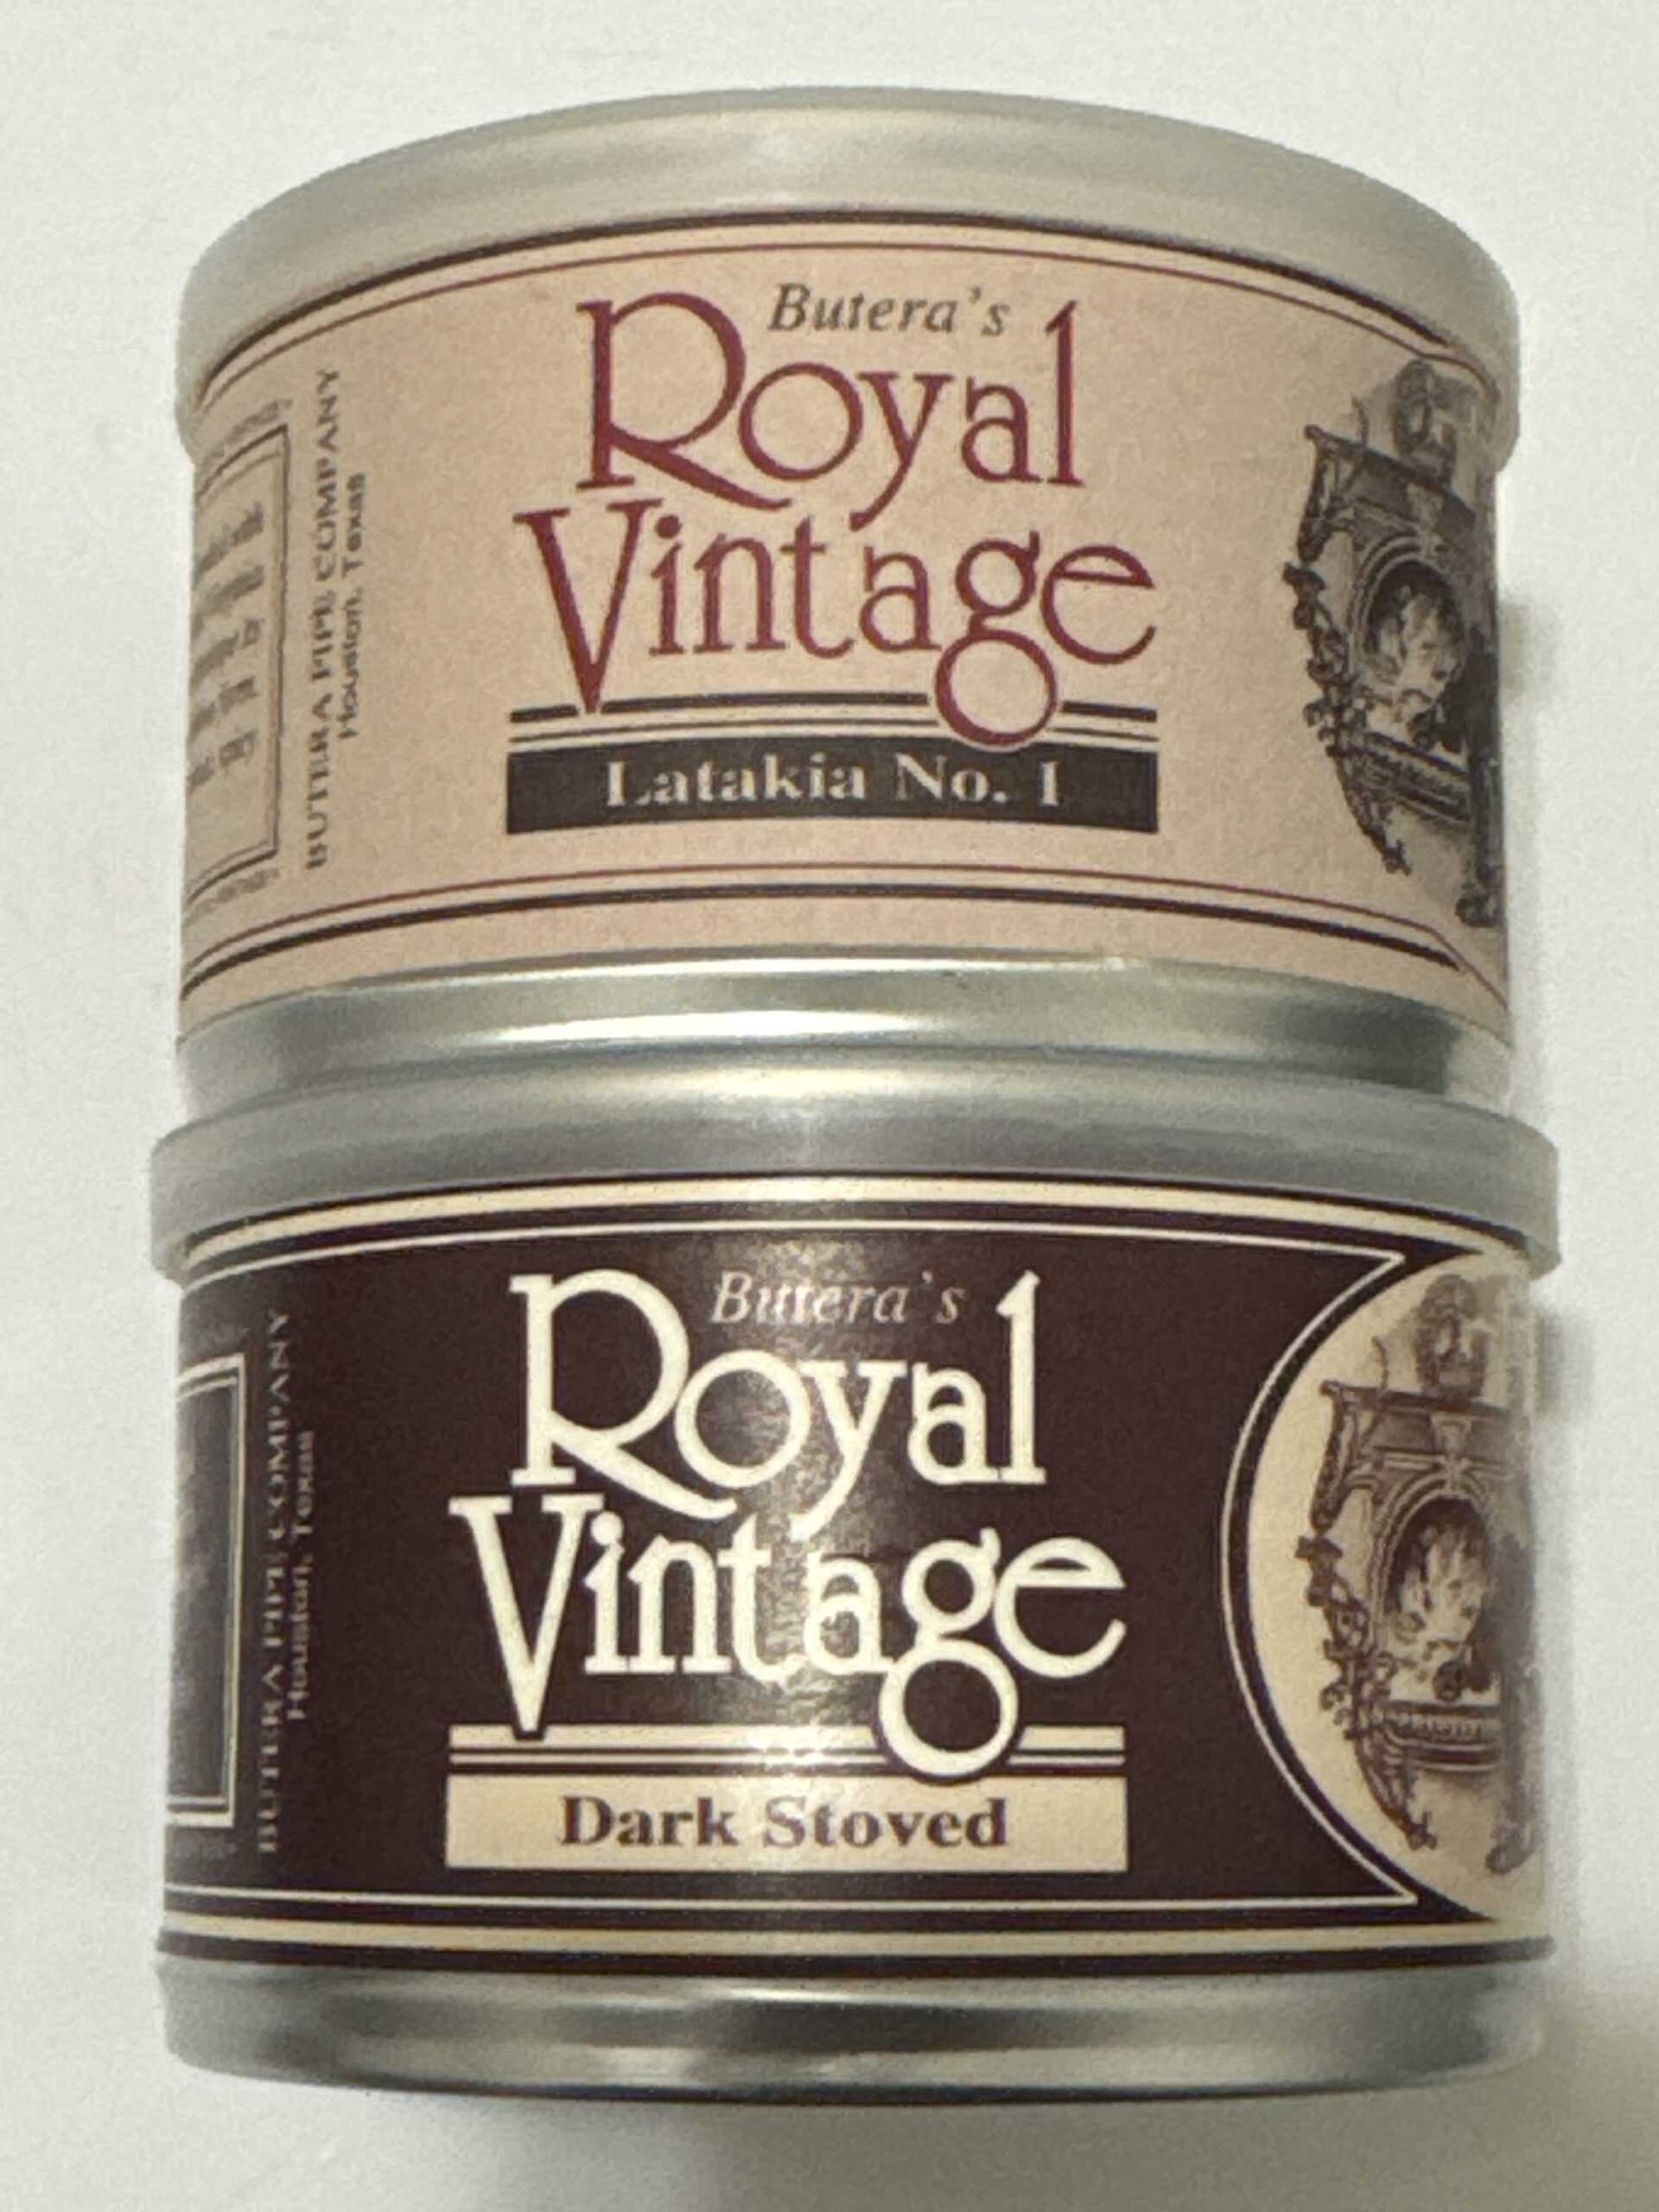 Butera's
Royal
Vintage
Latakia No. 1
BUTERA PIPE COMPANY
Houston, Texas
Butera's
Royal
Vintage
Dark Stoved
BUTERA PIPE COMPANY
Houston, Texas